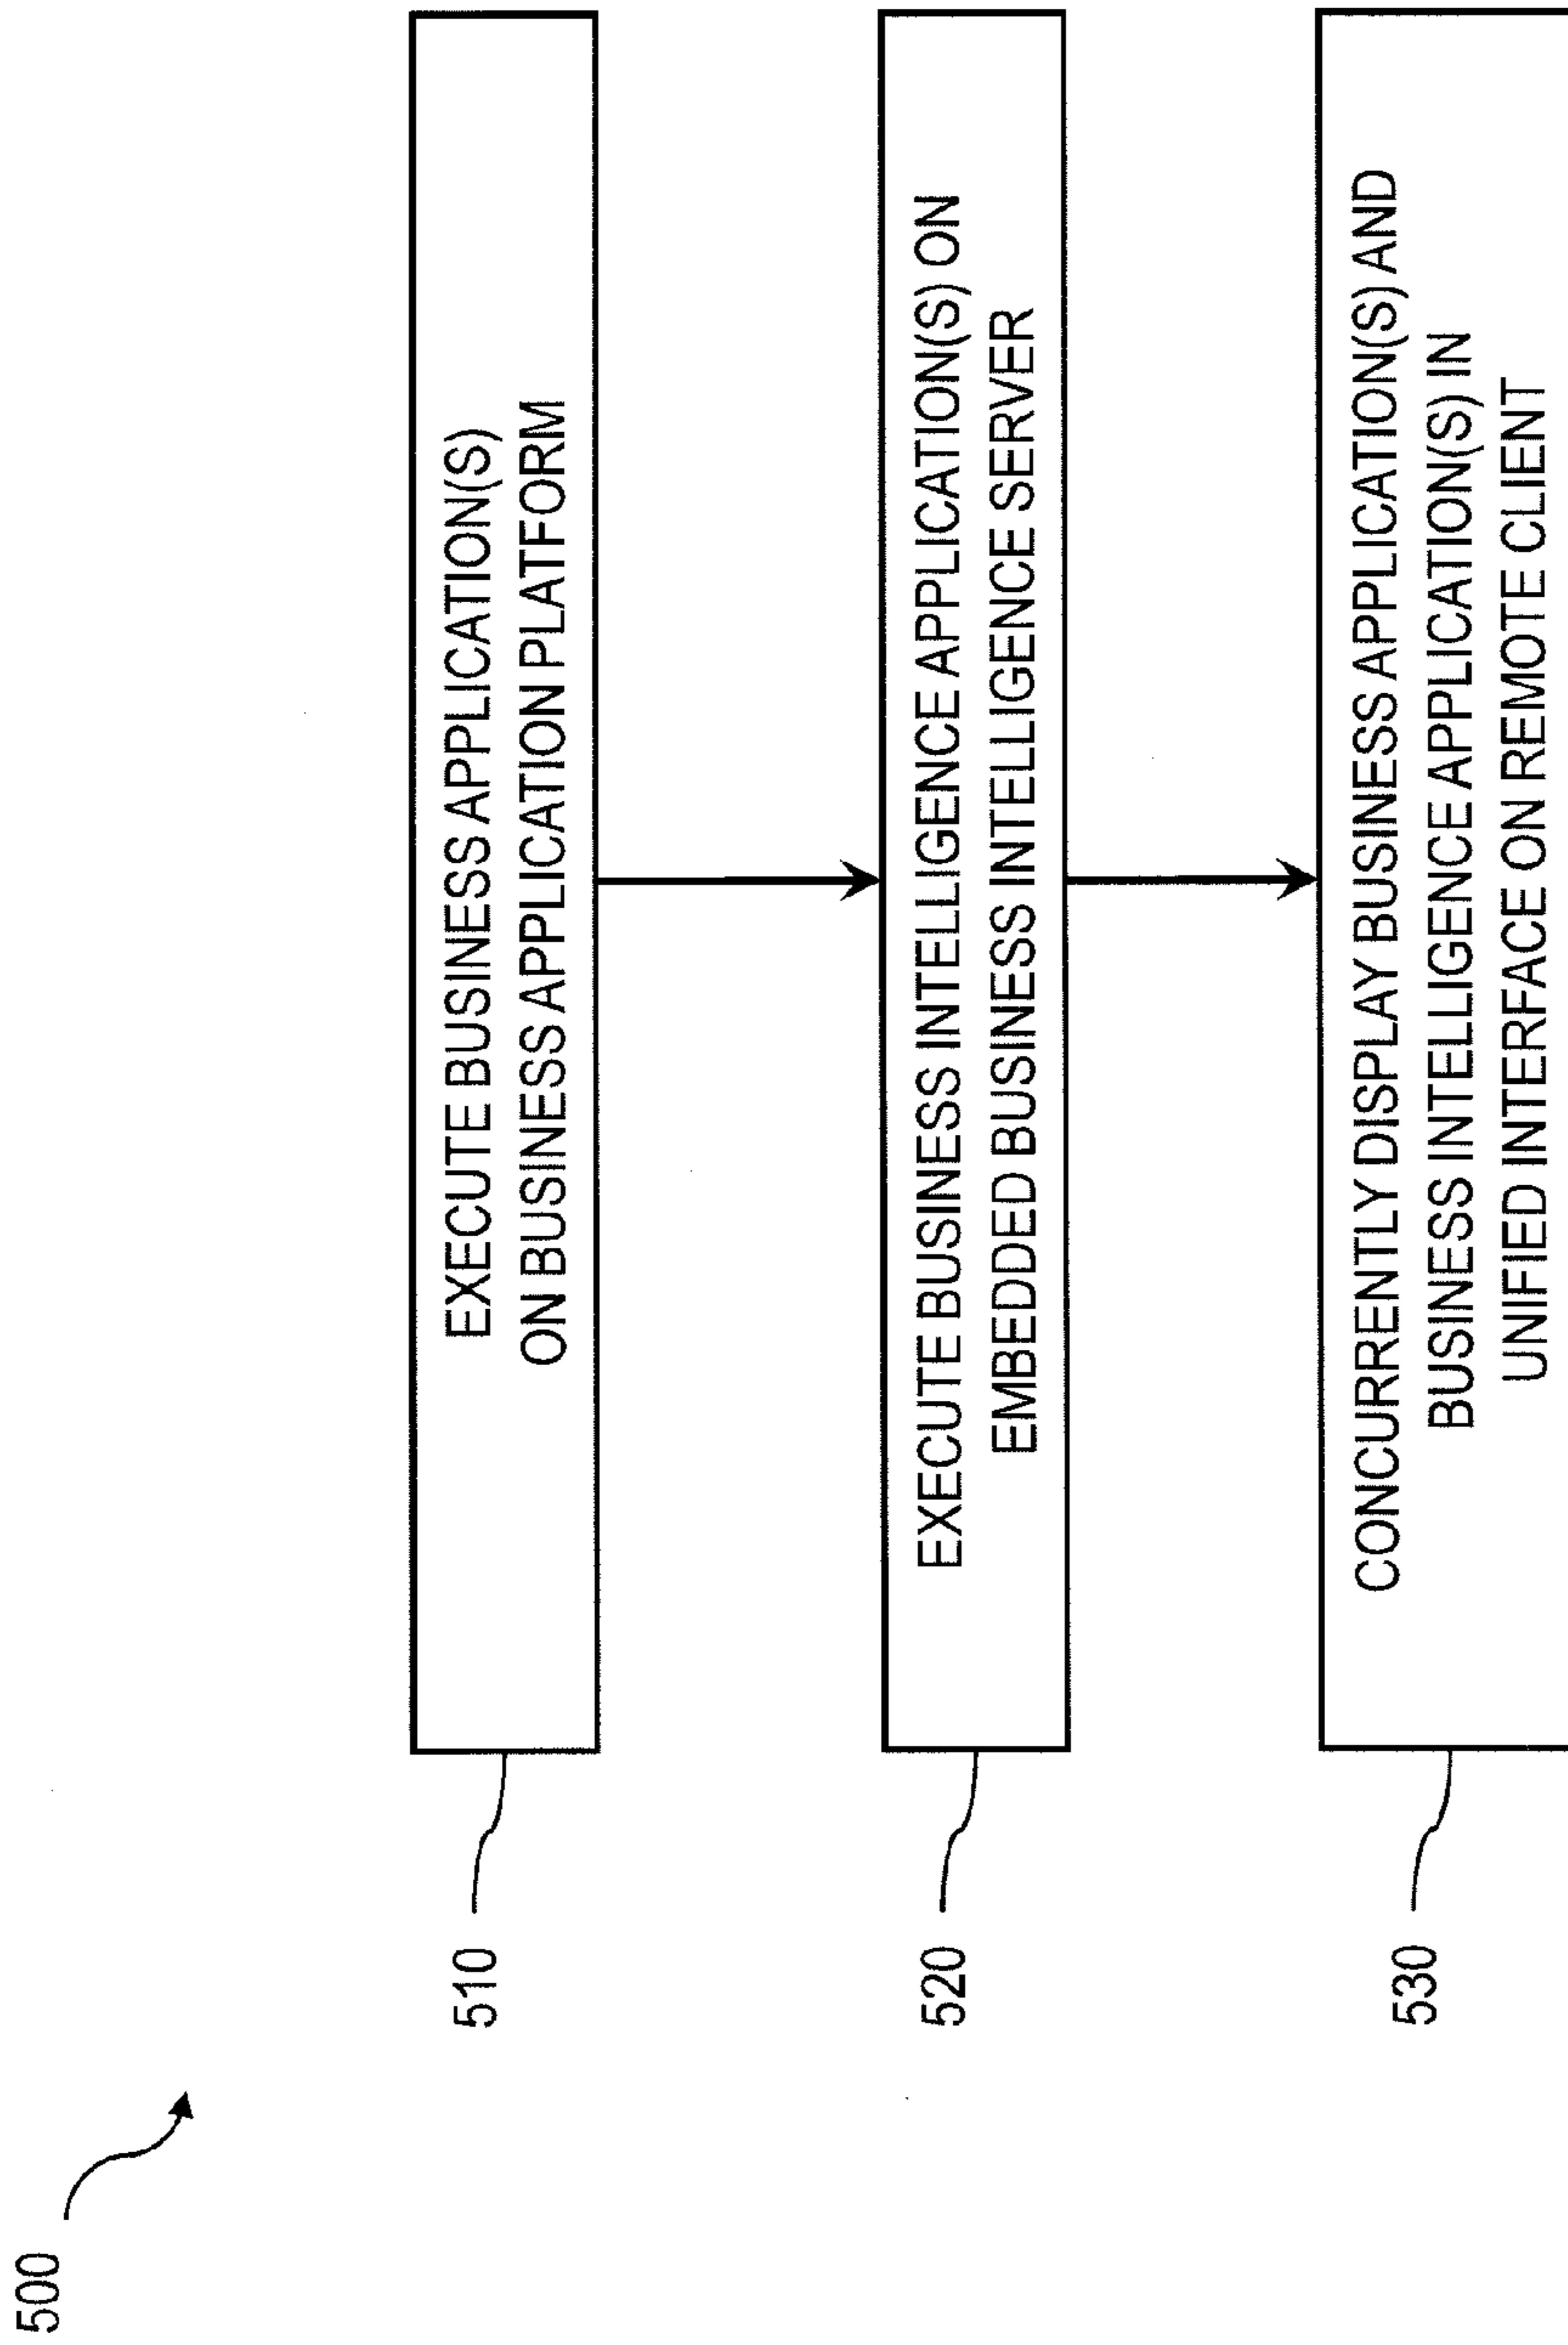 500
510
EXECUTE BUSINESS APPLICATION(S)
ON BUSINESS APPLICATION PLATFORM
520
EXECUTE BUSINESS INTELLIGENCE APPLICATION(S) ON
EMBEDDED BUSINESS INTELLIGENCE SERVER
530
CONCURRENTLY DISPLAY BUSINESS APPLICATION(S) AND
BUSINESS INTELLIGENCE APPLICATION(S) IN
UNIFIED INTERFACE ON REMOTE CLIENT